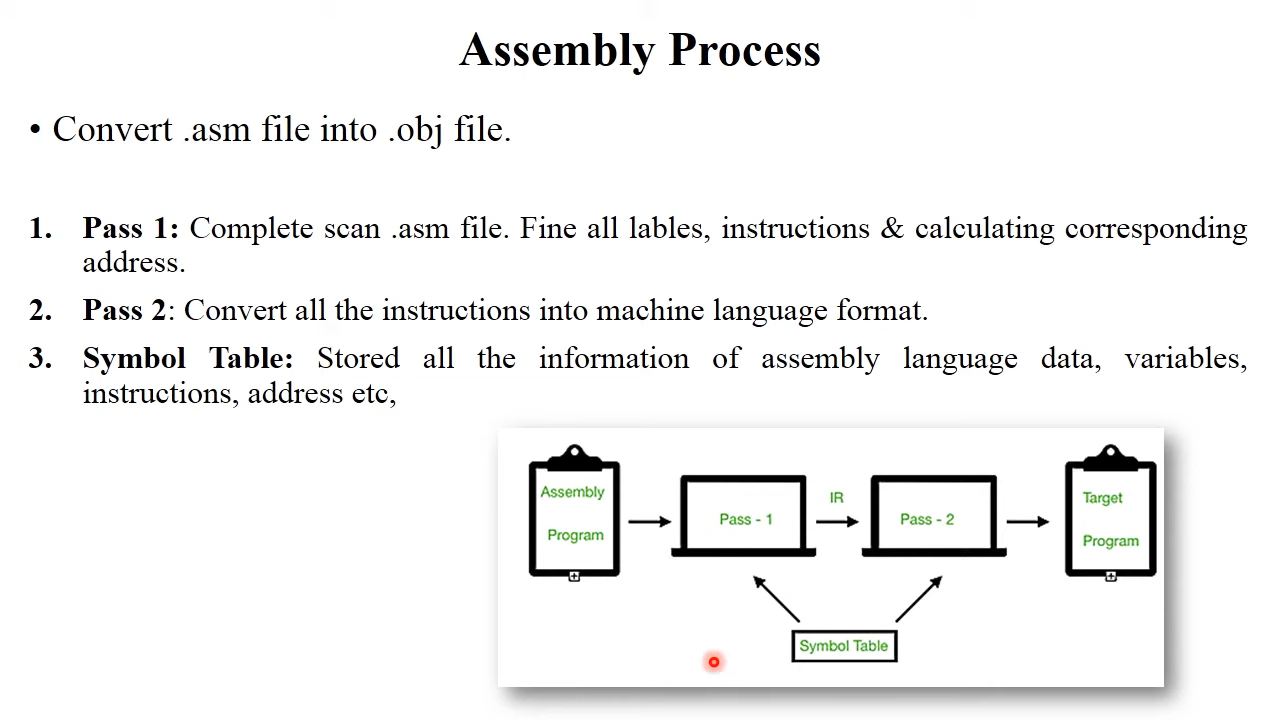 Assembly Process
• Convert .asm file into .obj file.
1. Pass 1: Complete scan .asm file. Fine all lables, instructions & calculating corresponding
address.
2. Pass 2: Convert all the instructions into machine language format.
3. Symbol Table: Stored all the information of assembly language data, variables,
instructions, address etc,
Assembly
Program
Pass - 1
IR
Pass - 2
Target
Program
Symbol Table